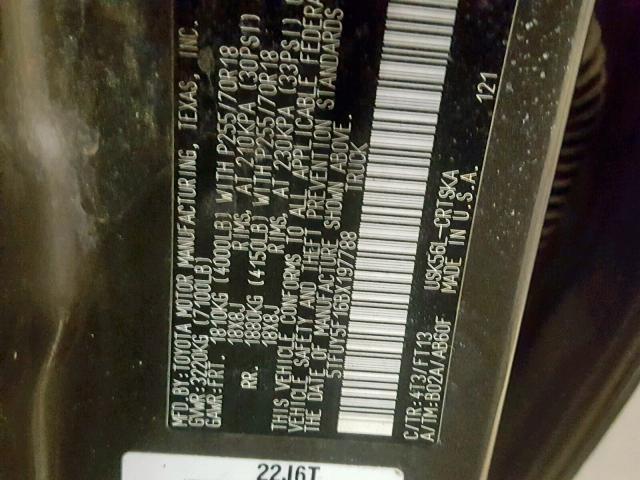 MFD.BY:TOYOTA MOTOR MANUFACTURING, TEXAS, INC.
GVWR:3220KG (7100LB)
GAWR:FRT. 1810KG (4000LB) WITH P255/70R18
18X8J RIMS, AT 210KPA (30PSI)
RR. 1880KG (4150LB) WITH P255/70R18
18X8J RIMS, AT 230KPA (33PSI)
THIS VEHICLE CONFORMS TO ALL APPLICABLE FEDERAL
VEHICLE SAFETY AND THEFT PREVENTION STANDARDS
THE DATE OF MANUFACTURE SHOWN ABOVE.
5TFUY5F16BX197788 TRUCK
C/TR:4T3/FT13 USK56L-CRTSKA
A/TM:B02A/AB60F MADE IN U.S.A. 121
22J6T